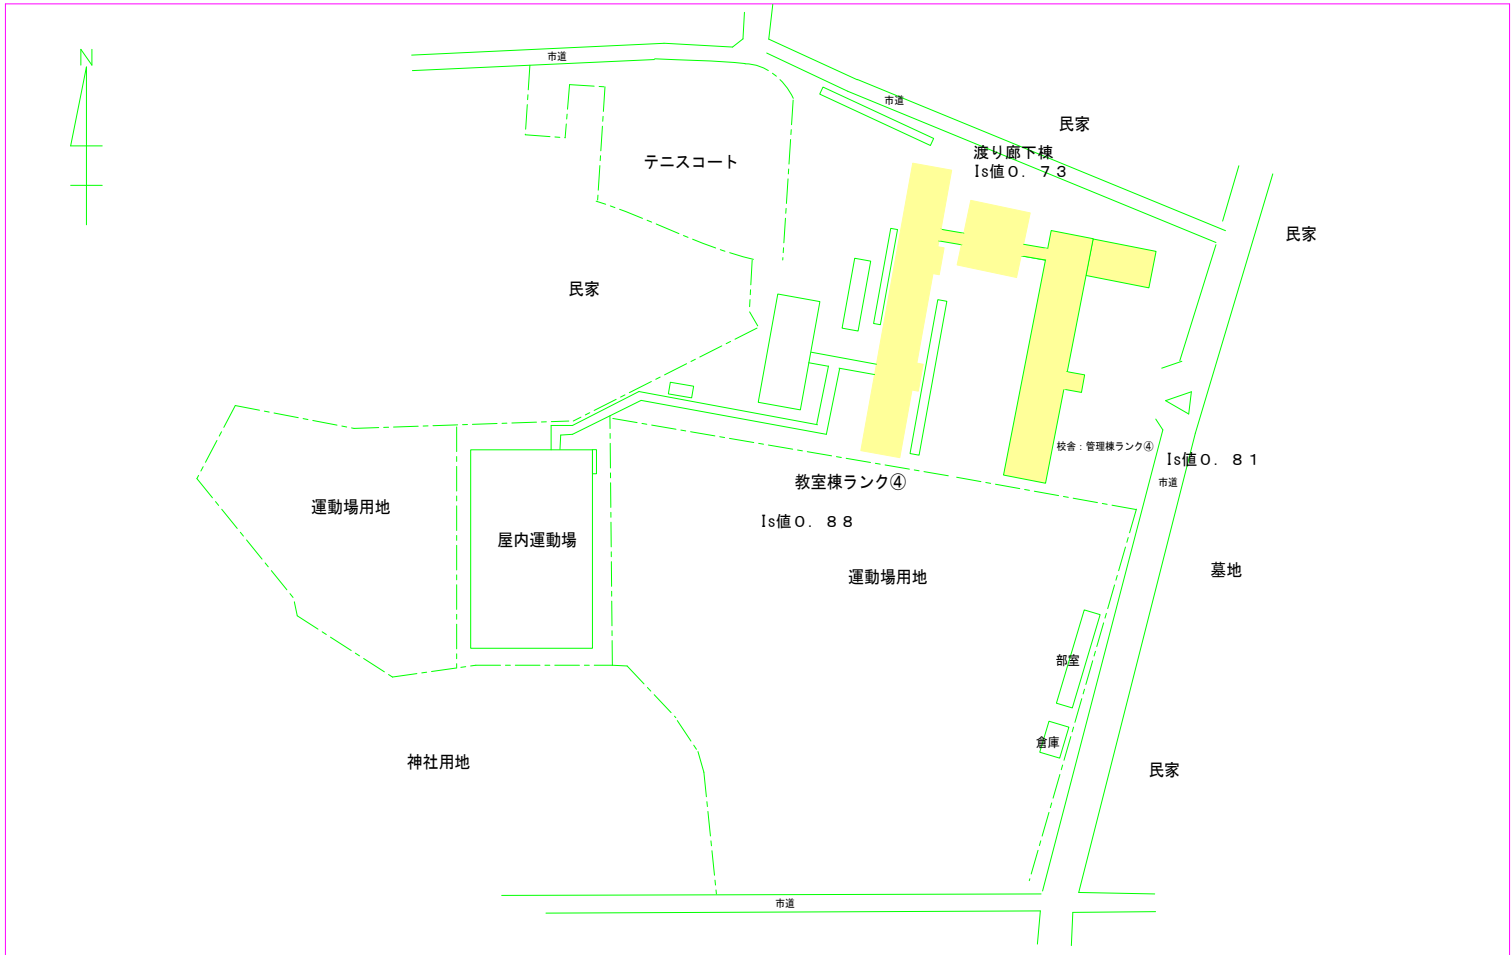 N
市道
市道
民家
渡り廊下棟
Is値0．73
テニスコート
民家
民家
校舎：管理棟ランク④
Is値0．81
市道
教室棟ランク④
Is値0．88
運動場用地
屋内運動場
運動場用地
墓地
部室
倉庫
神社用地
民家
市道